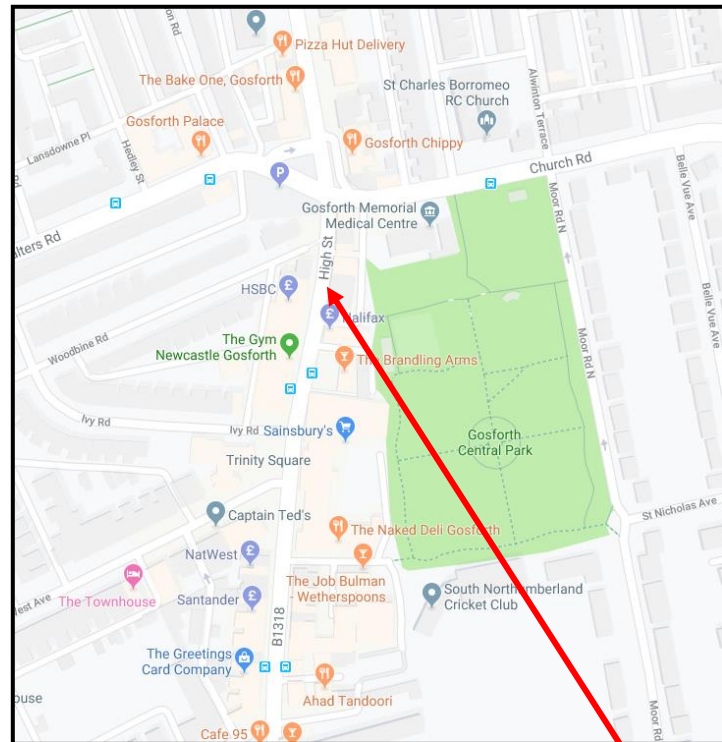 Pizza Hut Delivery
The Bake One, Gosforth
St Charles Borromeo
RC Church
Alwinton Terrace
Gosforth Palace
Lansdowne Pl
Hedley St
Gosforth Chippy
Church Rd
P
Belle Vue Ave
Moor Rd N
Gosforth Memorial
Medical Centre
High St
HSBC
£
£
Halifax
The Gym
Newcastle Gosforth
The Brandling Arms
Woodbine Rd
Moor Rd N
Ivy Rd
Ivy Rd
Sainsbury's
Gosforth
Central Park
Trinity Square
St Nicholas Ave
Captain Ted's
The Naked Deli Gosforth
NatWest
£
The Job Bulman
- Wetherspoons
The Townhouse
Santander
£
South Northumberland
Cricket Club
B1318
The Greetings
Card Company
Ahad Tandoori
Moor Rd N
Cafe 95